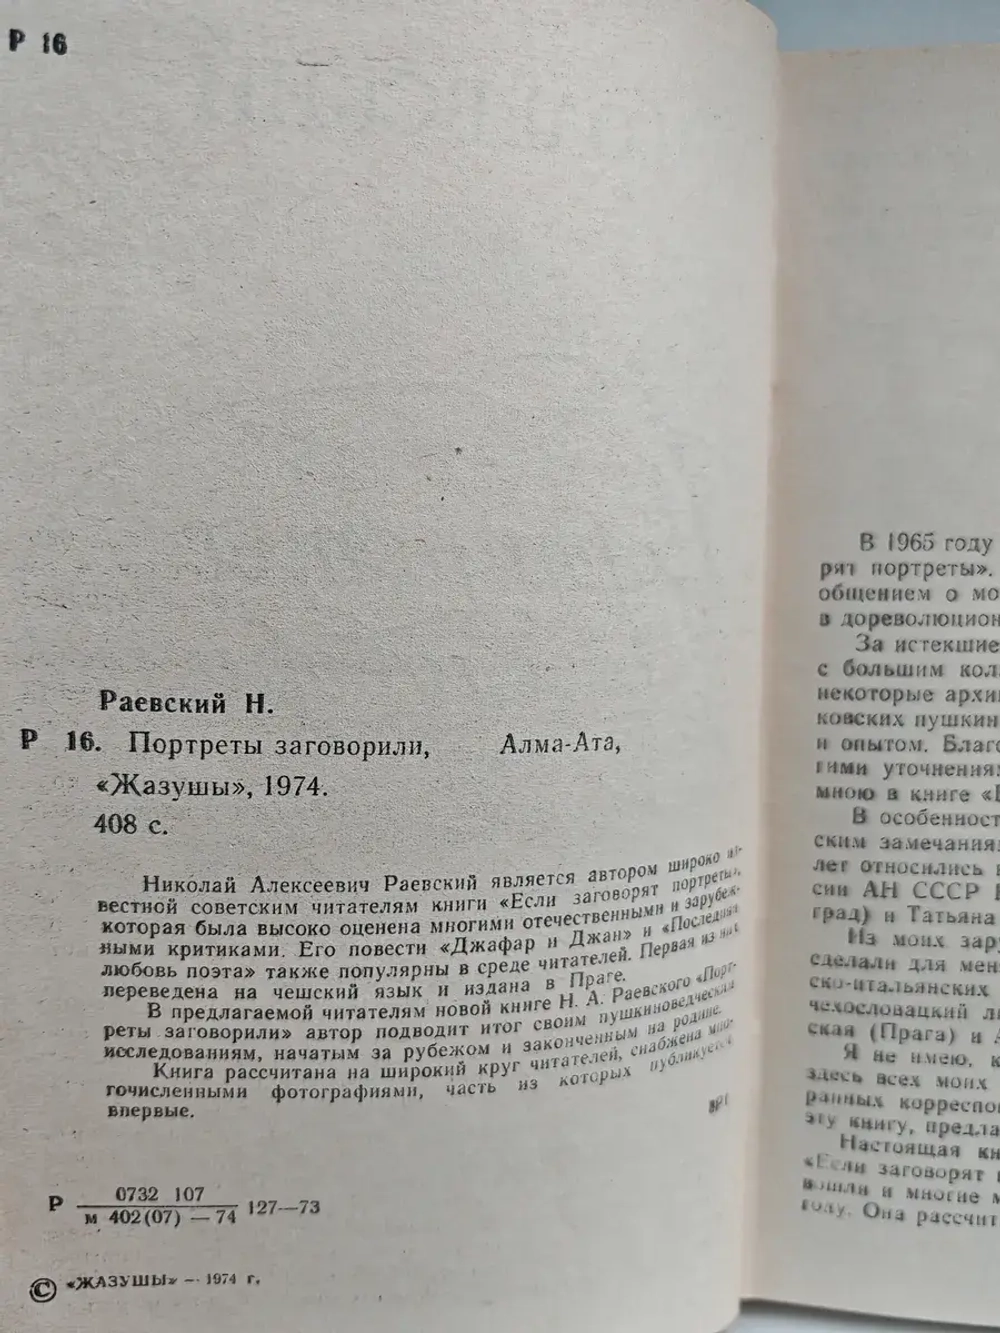 Р 16
Раевский Н.
Р 16. Портреты заговорили, Алма-Ата,
«Жазушы», 1974.
408 с.
Николай Алексеевич Раевский является автором широко из-
вестной советским читателям книги «Если заговорят портреты»,
которая была высоко оценена многими отечественными и зарубеж-
ными критиками. Его повести «Джафар и Джан» и «Последняя
любовь поэта» также популярны в среде читателей. Первая из них
переведена на чешский язык и издана в Праге.
В предлагаемой читателям новой книге Н. А. Раевского «Порт-
реты заговорили» автор подводит итог своим пушкиноведческим
исследованиям, начатым за рубежом и законченным на родине.
Книга рассчитана на широкий круг читателей, снабжена мно-
гочисленными фотографиями, часть из которых публикуется
впервые.
Р 0732 107
м 402(07) — 74 127—73
© «ЖАЗУШЫ» — 1974 г.
В 1965 году
рят портреты».
общением о мо
в дореволюцион
За истекшие
с большим кол
некоторые архи
ковских пушкин
и опытом. Благо
гими уточнения
мною в книге «
В особенност
ским замечания
лет относились
сии АН СССР
град) и Татьяна
Из моих зару
сделали для мен
ско-итальянских
чехословацкий л
ская (Прага) и
Я не имею, к
здесь всех моих
ранных корреспо
эту книгу, предла
Настоящая кн
«Если заговорят
вошли и многие м
году. Она рассчит